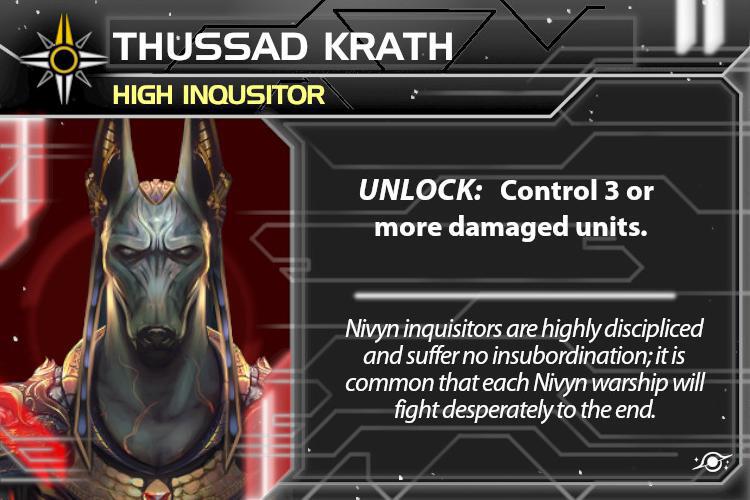 THUSSAD KRATH
HIGH INQUSITOR
UNLOCK: Control 3 or
more damaged units.
Nivyn inquisitors are highly discipliced
and suffer no insubordination; it is
common that each Nivyn warship will
fight desperately to the end.